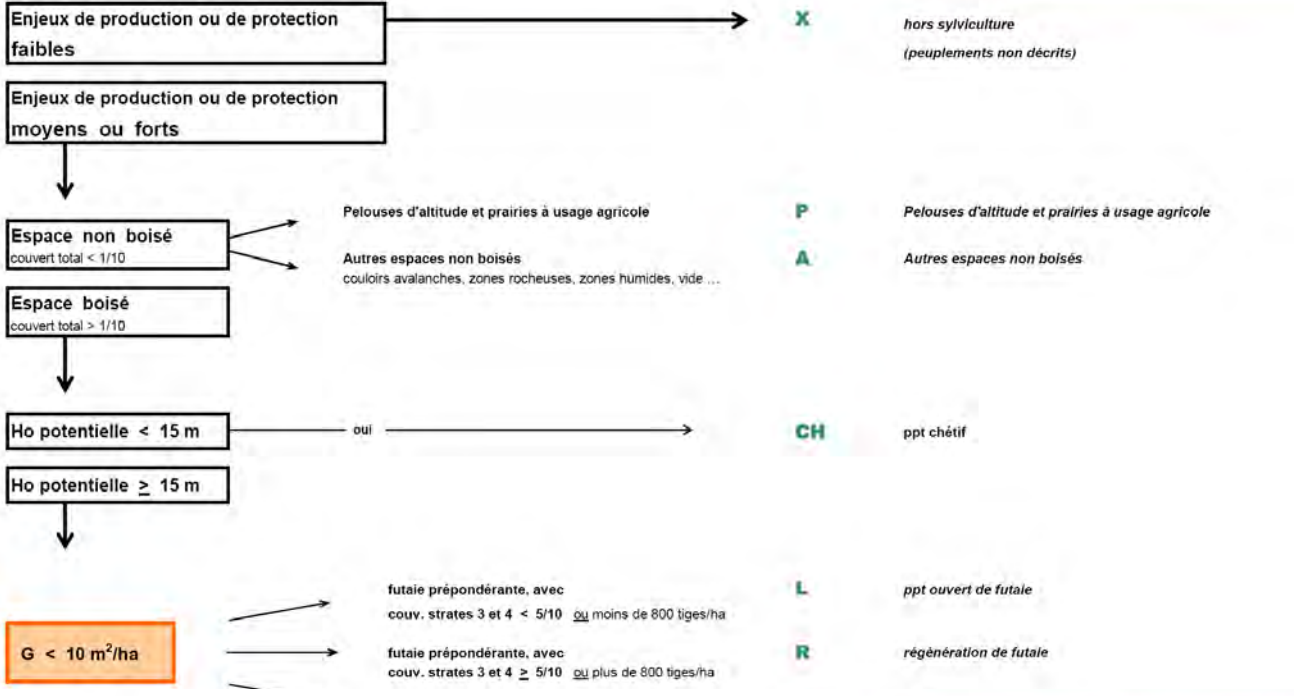 Enjeux de production ou de protection
faibles
X
hors sylviculture
(peuplements non décrits)
Enjeux de production ou de protection
moyens ou forts
Espace non boisé
couvert total < 1/10
Pelouses d'altitude et prairies à usage agricole
P
Pelouses d'altitude et prairies à usage agricole
Autres espaces non boisés
couloirs avalanches, zones rocheuses, zones humides, vide ...
A
Autres espaces non boisés
Espace boisé
couvert total > 1/10
Ho potentielle < 15 m
oui
CH
ppt chétif
Ho potentielle ≥ 15 m
G < 10 m²/ha
futaie prépondérante, avec
couv. strates 3 et 4 < 5/10 ou moins de 800 tiges/ha
L
ppt ouvert de futaie
futaie prépondérante, avec
couv. strates 3 et 4 ≥ 5/10 ou plus de 800 tiges/ha
R
régénération de futaie